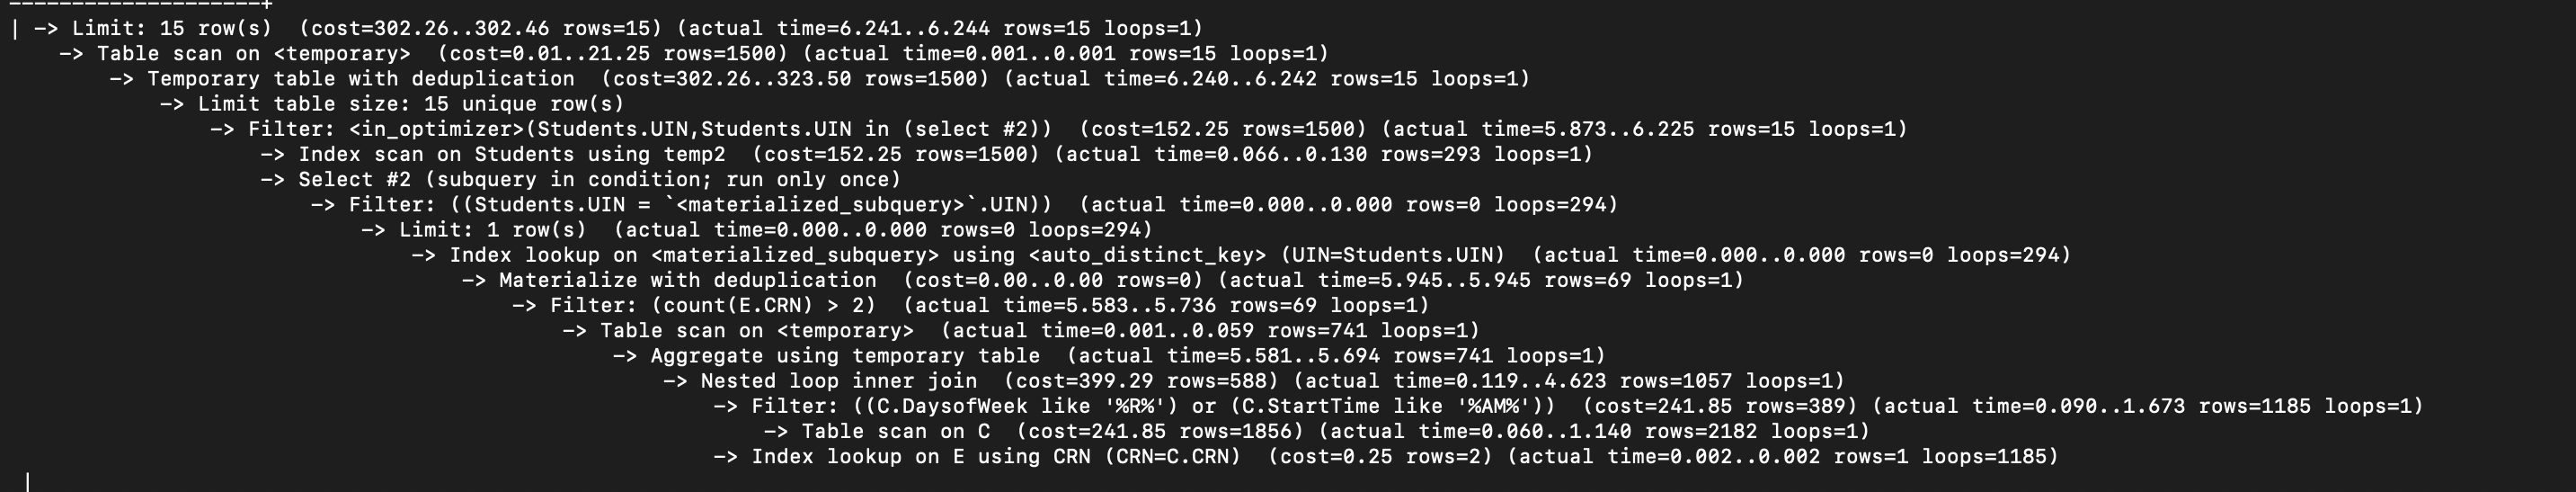 --------------------+
| -> Limit: 15 row(s)  (cost=302.26..302.46 rows=15) (actual time=6.241..6.244 rows=15 loops=1)
    -> Table scan on <temporary>  (cost=0.01..21.25 rows=1500) (actual time=0.001..0.001 rows=15 loops=1)
        -> Temporary table with deduplication  (cost=302.26..323.50 rows=1500) (actual time=6.240..6.242 rows=15 loops=1)
            -> Limit table size: 15 unique row(s)
                -> Filter: <in_optimizer>(Students.UIN,Students.UIN in (select #2))  (cost=152.25 rows=1500) (actual time=5.873..6.225 rows=15 loops=1)
                    -> Index scan on Students using temp2  (cost=152.25 rows=1500) (actual time=0.066..0.130 rows=293 loops=1)
                    -> Select #2 (subquery in condition; run only once)
                        -> Filter: ((Students.UIN = `<materialized_subquery>`.UIN))  (actual time=0.000..0.000 rows=0 loops=294)
                            -> Limit: 1 row(s)  (actual time=0.000..0.000 rows=0 loops=294)
                                -> Index lookup on <materialized_subquery> using <auto_distinct_key> (UIN=Students.UIN)  (actual time=0.000..0.000 rows=0 loops=294)
                                    -> Materialize with deduplication  (cost=0.00..0.00 rows=0) (actual time=5.945..5.945 rows=69 loops=1)
                                        -> Filter: (count(E.CRN) > 2)  (actual time=5.583..5.736 rows=69 loops=1)
                                            -> Table scan on <temporary>  (actual time=0.001..0.059 rows=741 loops=1)
                                                -> Aggregate using temporary table  (actual time=5.581..5.694 rows=741 loops=1)
                                                    -> Nested loop inner join  (cost=399.29 rows=588) (actual time=0.119..4.623 rows=1057 loops=1)
                                                        -> Filter: ((C.DaysofWeek like '%R%') or (C.StartTime like '%AM%'))  (cost=241.85 rows=389) (actual time=0.090..1.673 rows=1185 loops=1)
                                                            -> Table scan on C  (cost=241.85 rows=1856) (actual time=0.060..1.140 rows=2182 loops=1)
                                                        -> Index lookup on E using CRN (CRN=C.CRN)  (cost=0.25 rows=2) (actual time=0.002..0.002 rows=1 loops=1185)
 |